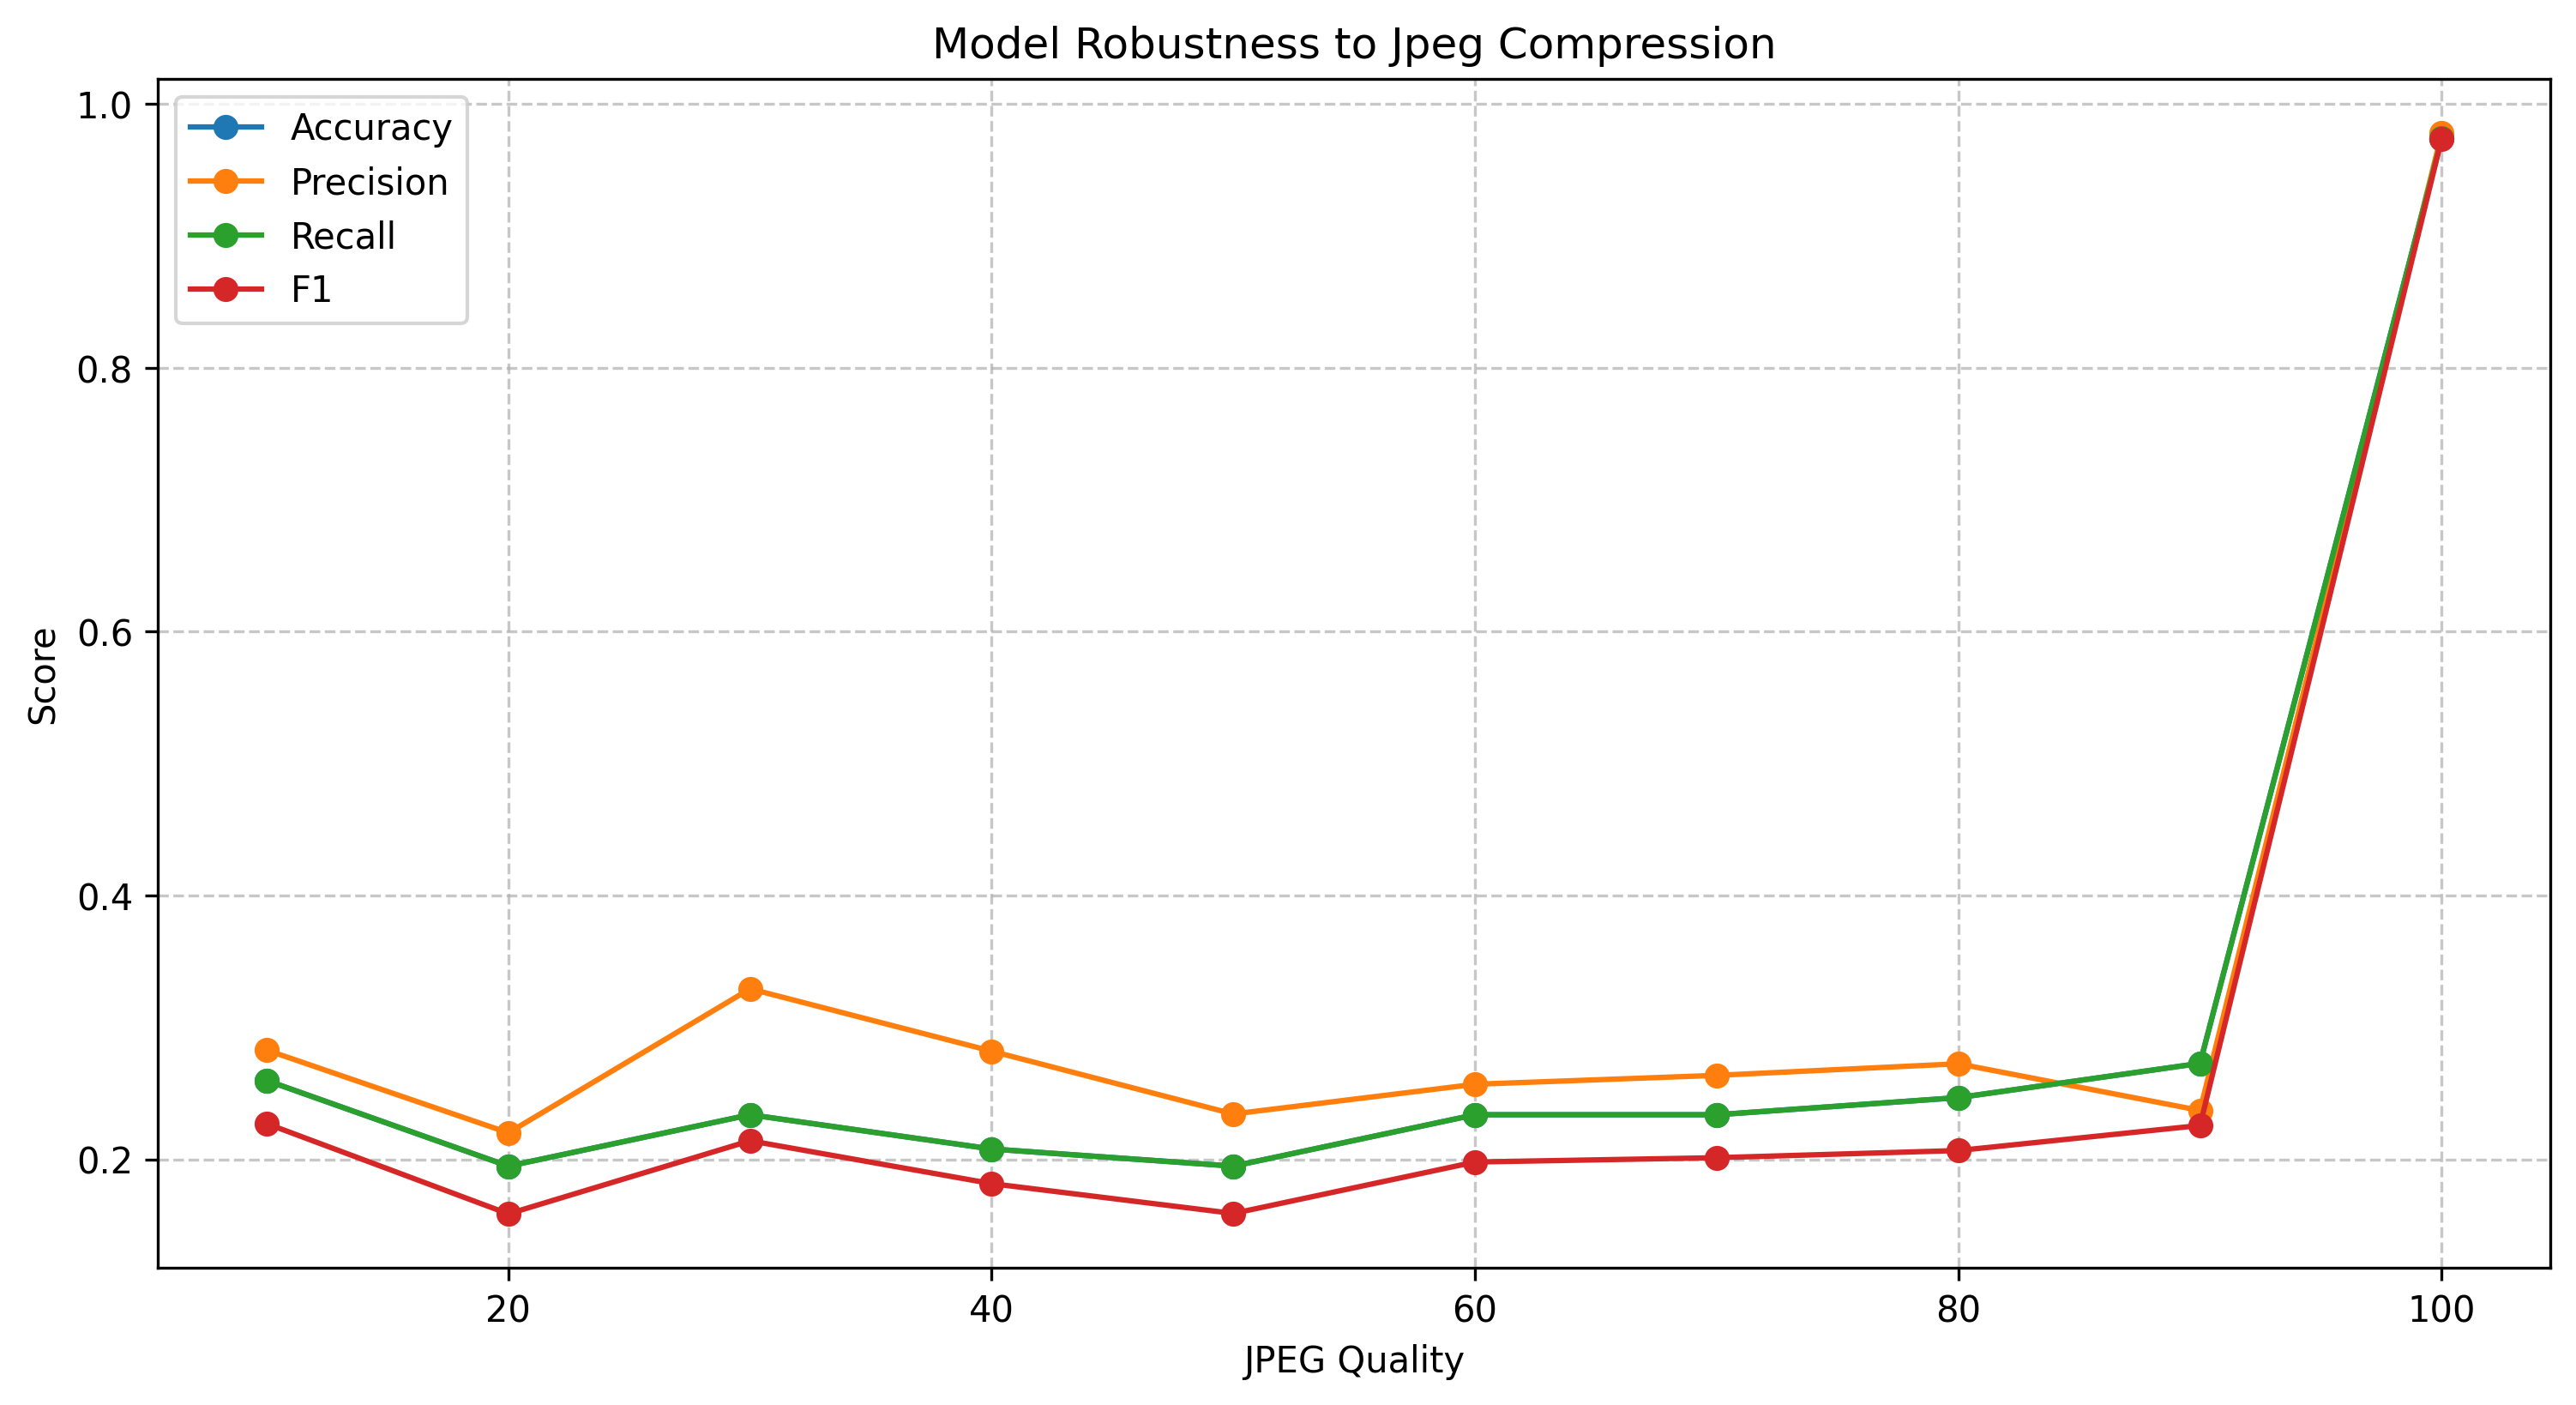 Model Robustness to Jpeg Compression
1.0
0.8
0.6
0.4
0.2
Score
Accuracy
Precision
Recall
F1
20 40 60 80 100
JPEG Quality